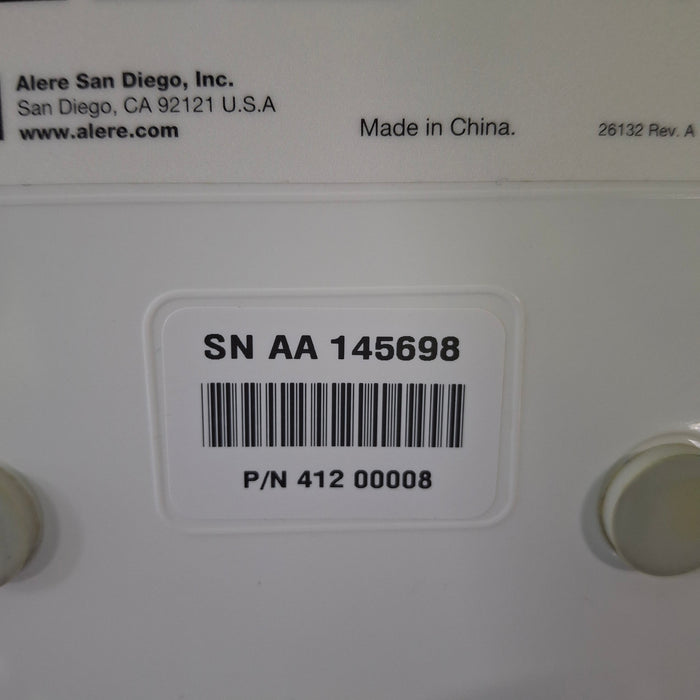 Alere San Diego, Inc.
San Diego, CA 92121 U.S.A
www.alere.com
Made in China.
26132 Rev. A
SN AA 145698
P/N 412 00008